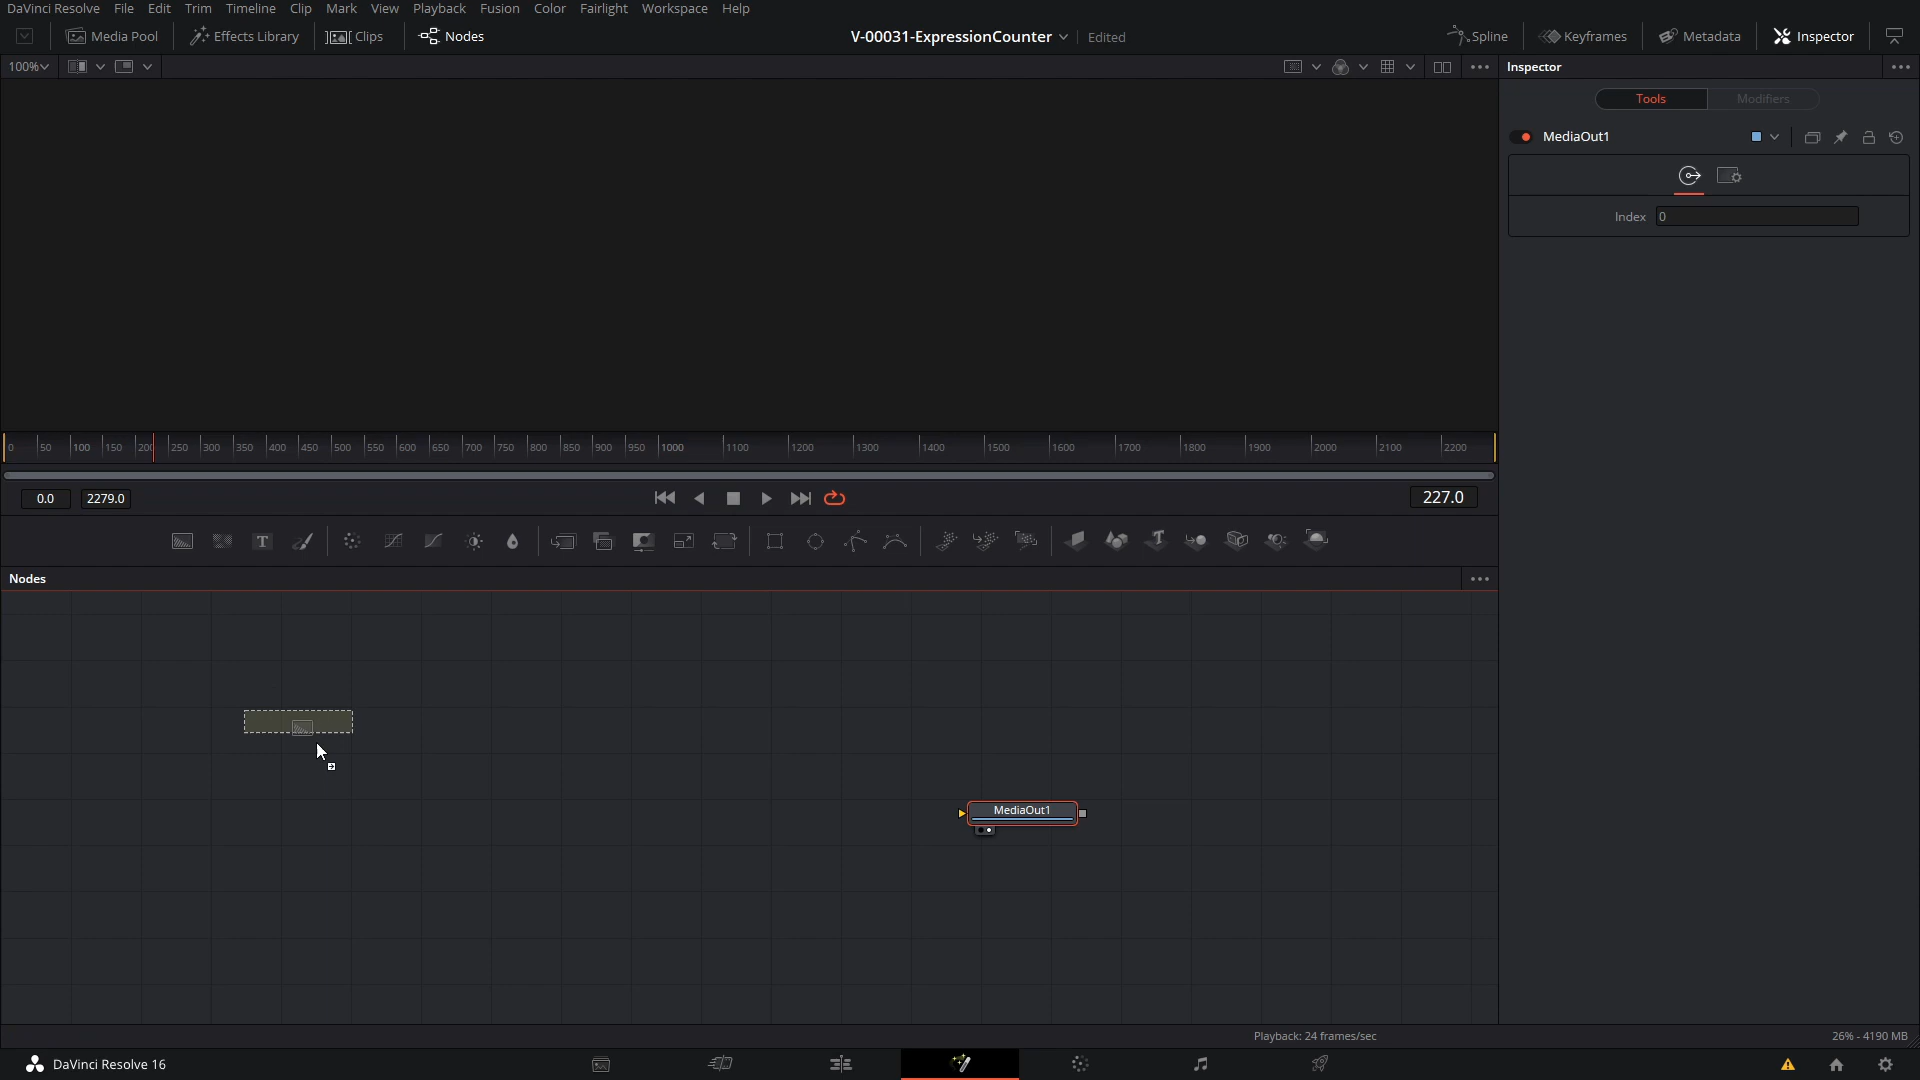 DaVinci Resolve File Edit Trim Timeline Clip Mark View Playback Fusion Color Fairlight Workspace Help
Media Pool Effects Library Clips Nodes V-00031-ExpressionCounter Edited Spline Keyframes Metadata Inspector
100% Inspector
Tools Modifiers
MediaOut1
Index 0
0 50 100 150 200 250 300 350 400 450 500 550 600 650 700 750 800 850 900 950 1000 1100 1200 1300 1400 1500 1600 1700 1800 1900 2000 2100 2200
0.0 2279.0 227.0
T
Nodes
MediaOut1
Playback: 24 frames/sec 26% - 4190 MB
DaVinci Resolve 16